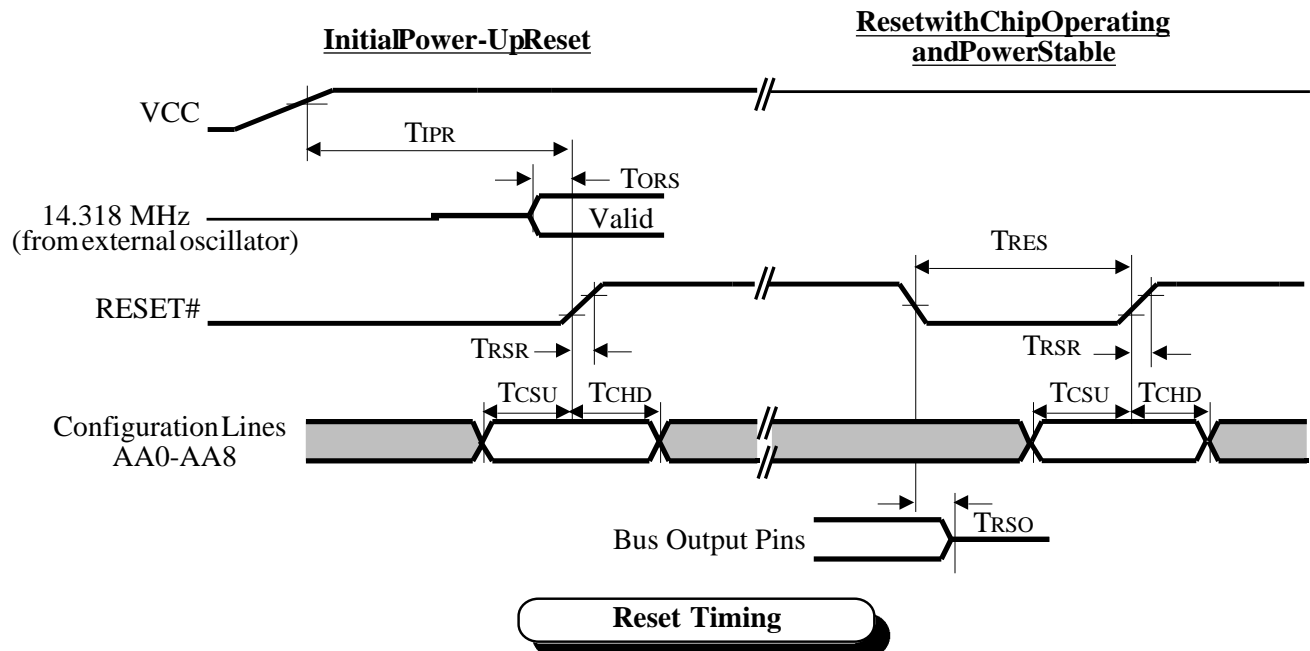 InitialPower-UpReset
ResetwithChipOperating
andPowerStable
VCC
TIPR
TORS
14.318 MHz
(fromexternaloscillator)
Valid
TRES
RESET#
TRSR
TRSR
TCSU
TCHD
TCSU
TCHD
ConfigurationLines
AA0-AA8
TRSO
Bus Output Pins
Reset Timing